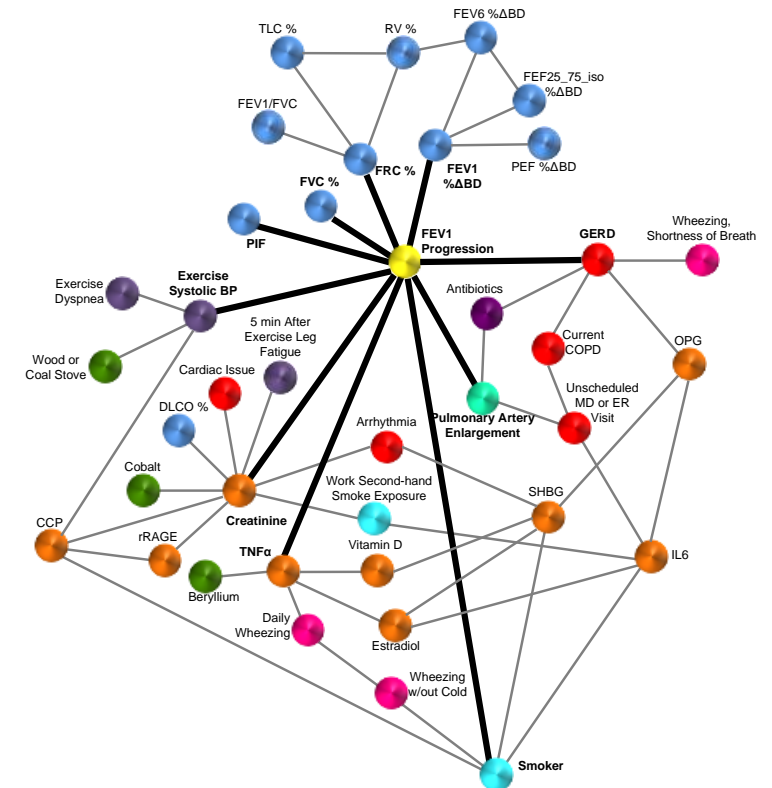 FEV6 %ΔBD
TLC %
RV %
FEF25_75_iso
%ΔBD
FEV1/FVC
PEF %ΔBD
FRC %
FEV1
%ΔBD
FVC %
PIF
FEV1
Progression
GERD
Wheezing,
Shortness of Breath
Exercise
Dyspnea
Exercise
Systolic BP
Antibiotics
5 min After
Exercise Leg
Fatigue
Current
COPD
OPG
Wood or
Coal Stove
Cardiac Issue
Unscheduled
MD or ER
Visit
DLCO %
Pulmonary Artery
Enlargement
Arrhythmia
Cobalt
Work Second-hand
Smoke Exposure
SHBG
Creatinine
CCP
rRAGE
TNFα
Vitamin D
IL6
Beryllium
Daily
Wheezing
Estradiol
Wheezing
w/out Cold
Smoker